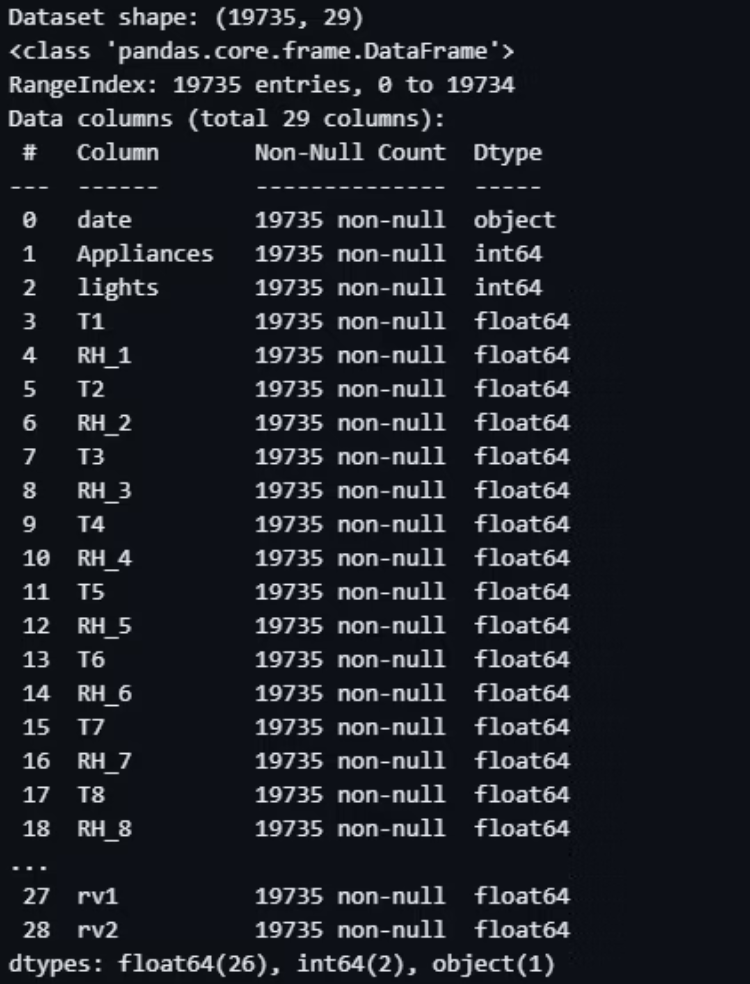 Dataset shape: (19735, 29)
<class 'pandas.core.frame.DataFrame'>
RangeIndex: 19735 entries, 0 to 19734
Data columns (total 29 columns):
 #   Column       Non-Null Count  Dtype
---  ------       --------------  -----
 0   date         19735 non-null  object
 1   Appliances   19735 non-null  int64
 2   lights       19735 non-null  int64
 3   T1           19735 non-null  float64
 4   RH_1         19735 non-null  float64
 5   T2           19735 non-null  float64
 6   RH_2         19735 non-null  float64
 7   T3           19735 non-null  float64
 8   RH_3         19735 non-null  float64
 9   T4           19735 non-null  float64
 10  RH_4         19735 non-null  float64
 11  T5           19735 non-null  float64
 12  RH_5         19735 non-null  float64
 13  T6           19735 non-null  float64
 14  RH_6         19735 non-null  float64
 15  T7           19735 non-null  float64
 16  RH_7         19735 non-null  float64
 17  T8           19735 non-null  float64
 18  RH_8         19735 non-null  float64
...
 27  rv1          19735 non-null  float64
 28  rv2          19735 non-null  float64
dtypes: float64(26), int64(2), object(1)